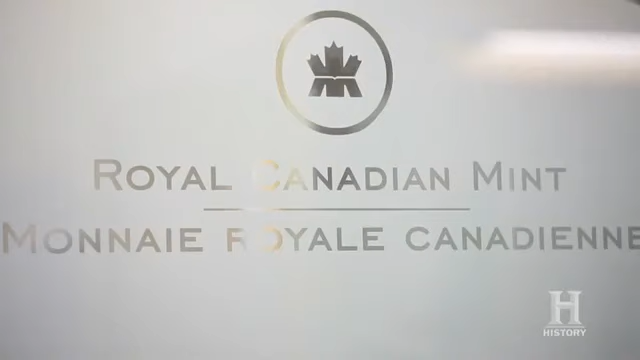 ROYAL CANADIAN MINT
MONNAIE ROYALE CANADIENNE
H
HISTORY